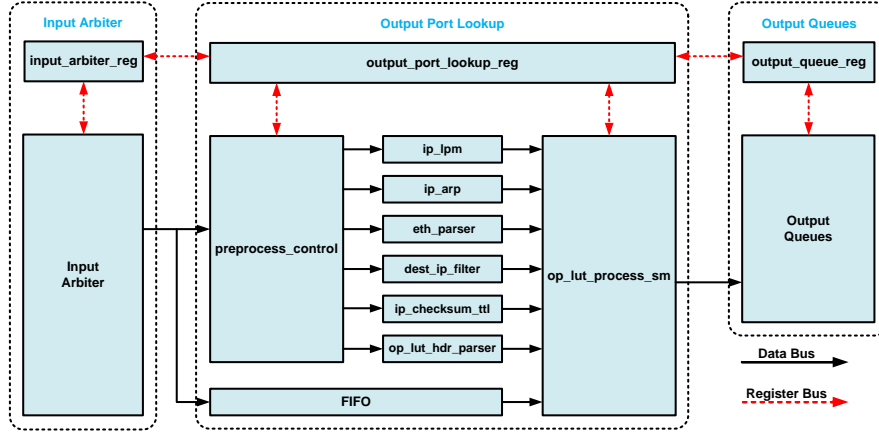 Input Arbiter
Output Port Lookup
Output Queues
input_arbiter_reg
output_port_lookup_reg
output_queue_reg
Input
Arbiter
preprocess_control
ip_lpm
ip_arp
eth_parser
dest_ip_filter
ip_checksum_ttl
op_lut_hdr_parser
op_lut_process_sm
Output
Queues
FIFO
Data Bus
Register Bus